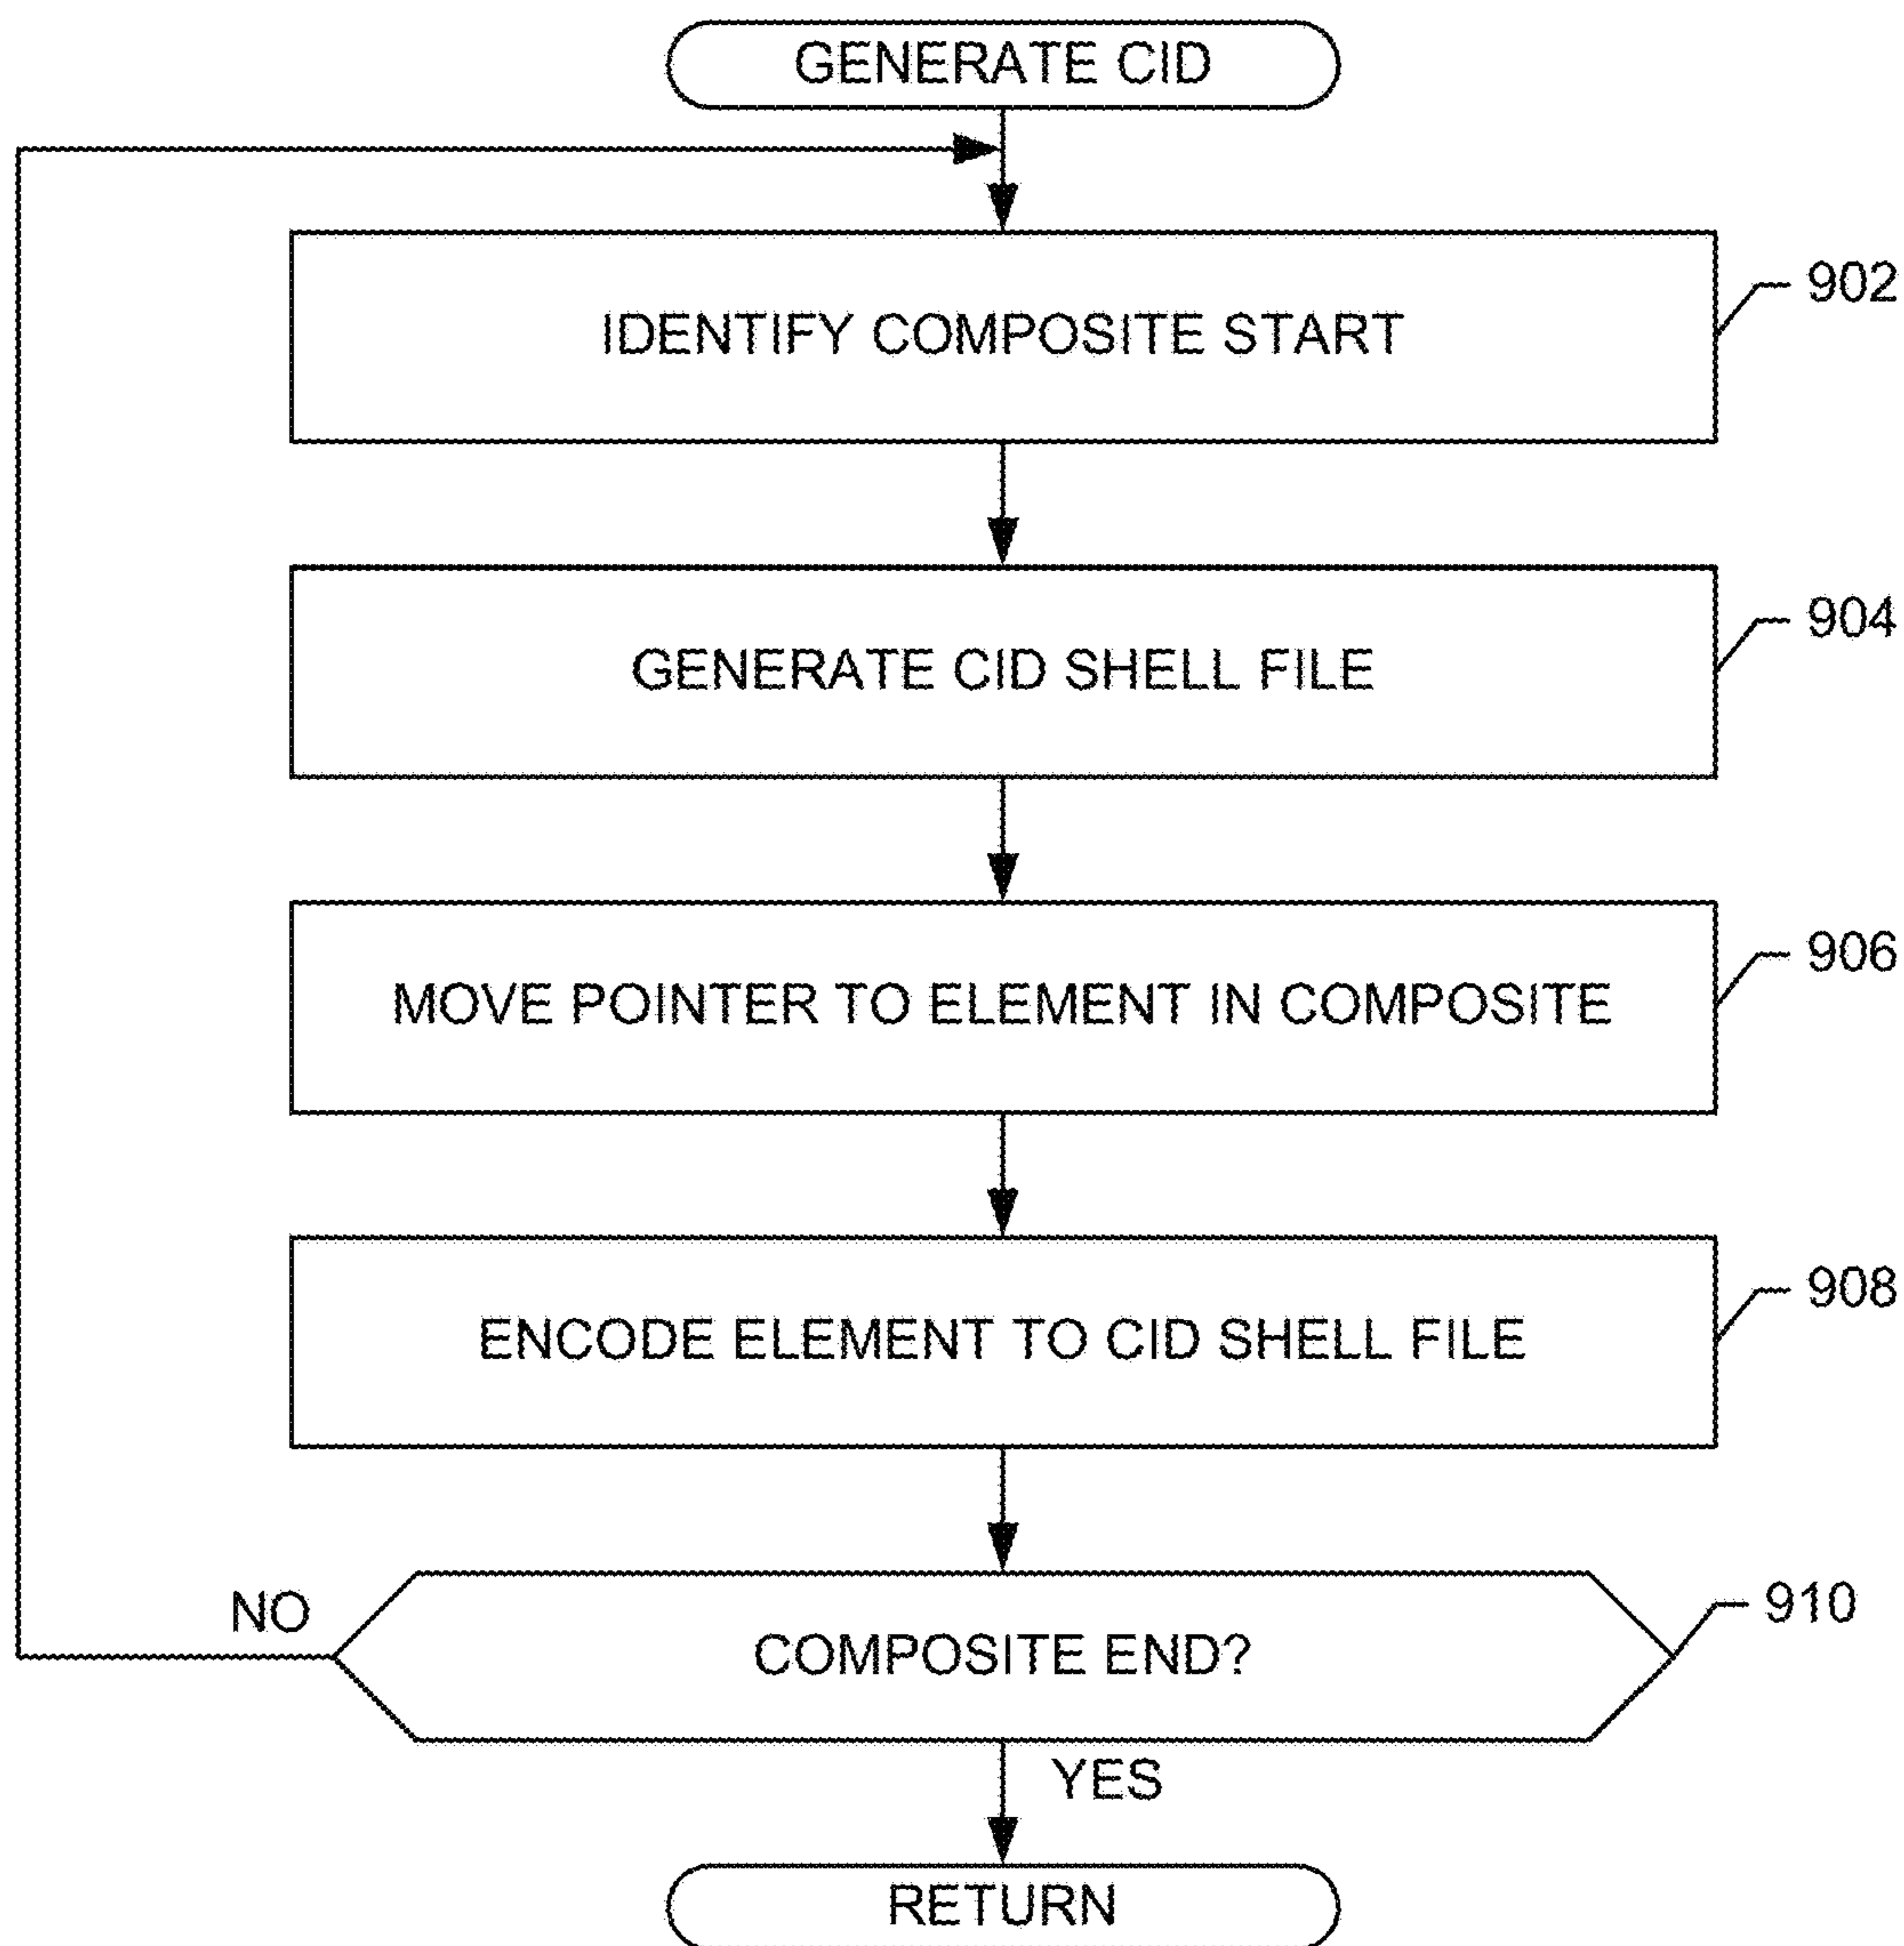 GENERATE CID
IDENTIFY COMPOSITE START
902
GENERATE CID SHELL FILE
904
MOVE POINTER TO ELEMENT IN COMPOSITE
906
ENCODE ELEMENT TO CID SHELL FILE
908
NO
COMPOSITE END?
910
YES
RETURN